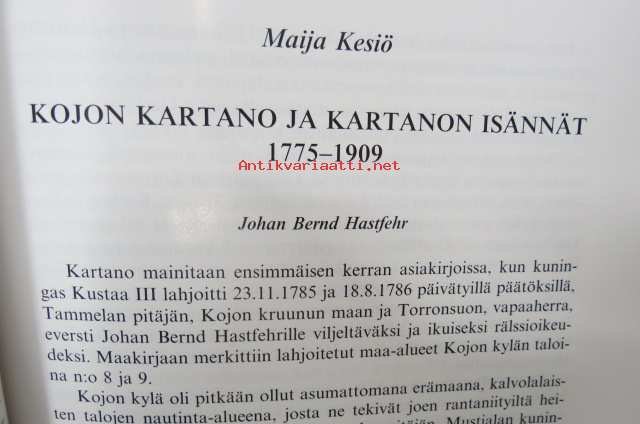 Maija Kesiö
KOJON KARTANO JA KARTANON ISÄNNÄT
1775–1909
Antikvariaatti.net
Johan Bernd Hastfehr
Kartano mainitaan ensimmäisen kerran asiakirjoissa, kun kunin-
gas Kustaa III lahjoitti 23.11.1785 ja 18.8.1786 päivätyillä päätöksillä,
Tammelan pitäjän, Kojon kruunun maan ja Torronsuon, vapaaherra,
eversti Johan Bernd Hastfehrille viljeltäväksi ja ikuiseksi rälssioikeu-
deksi. Maakirjaan merkittiin lahjoitetut maa-alueet Kojon kylän taloi-
na n:o 8 ja 9.
Kojon kylä oli pitkään ollut asumattomana erämaana, kalvolalais-
ten talojen nautinta-alueena, josta ne tekivät joen rantaniityiltä hei-
Mustialan kunin-